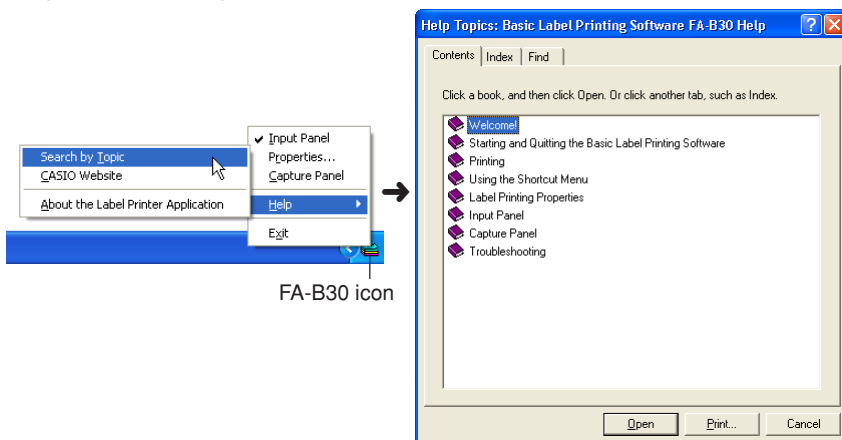 Input Panel
Properties...
Capture Panel
Help
Exit
Search by Topic
CASIO Website
About the Label Printer Application
FA-B30 icon
Help Topics: Basic Label Printing Software FA-B30 Help
Contents Index Find
Click a book, and then click Open. Or click another tab, such as Index.
Welcome!
Starting and Quitting the Basic Label Printing Software
Printing
Using the Shortcut Menu
Label Printing Properties
Input Panel
Capture Panel
Troubleshooting
Open Print... Cancel